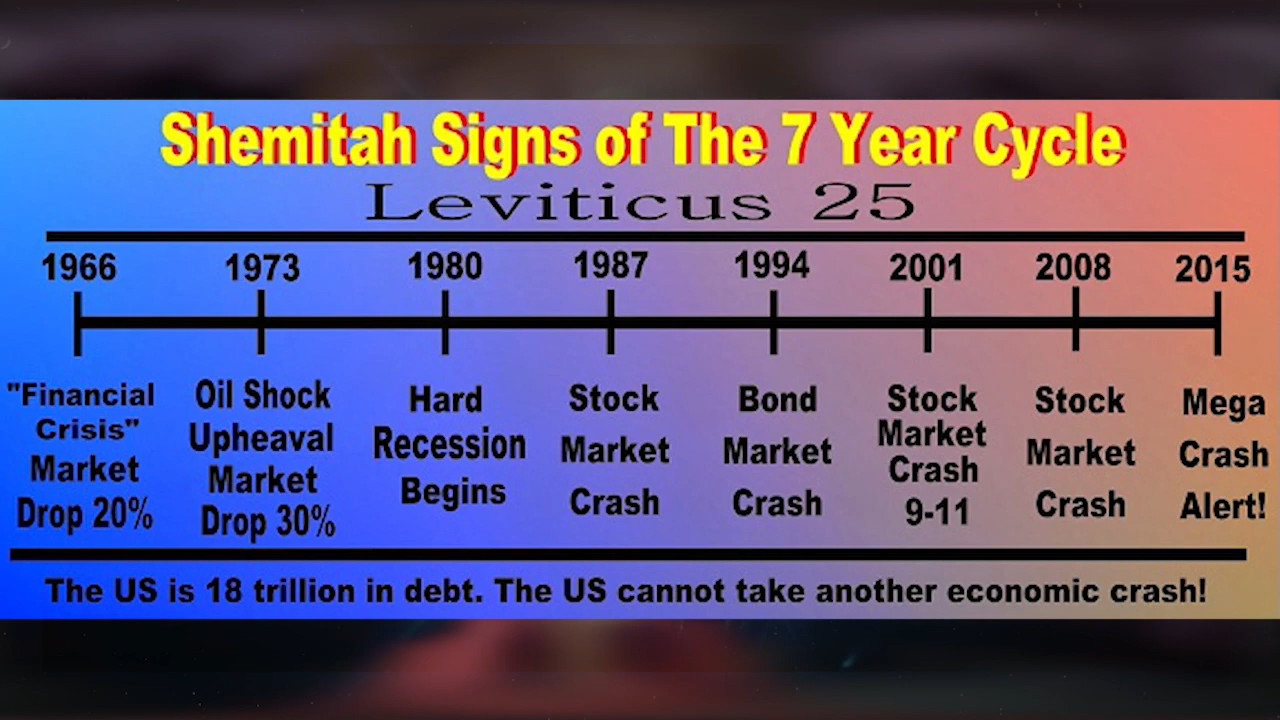 Shemitah Signs of The 7 Year Cycle
Leviticus 25
1966 1973 1980 1987 1994 2001 2008 2015
"Financial
Crisis"
Market
Drop 20%
Oil Shock
Upheaval
Market
Drop 30%
Hard
Recession
Begins
Stock
Market
Crash
Bond
Market
Crash
Stock
Market
Crash
9-11
Stock
Market
Crash
Mega
Crash
Alert!
The US is 18 trillion in debt. The US cannot take another economic crash!